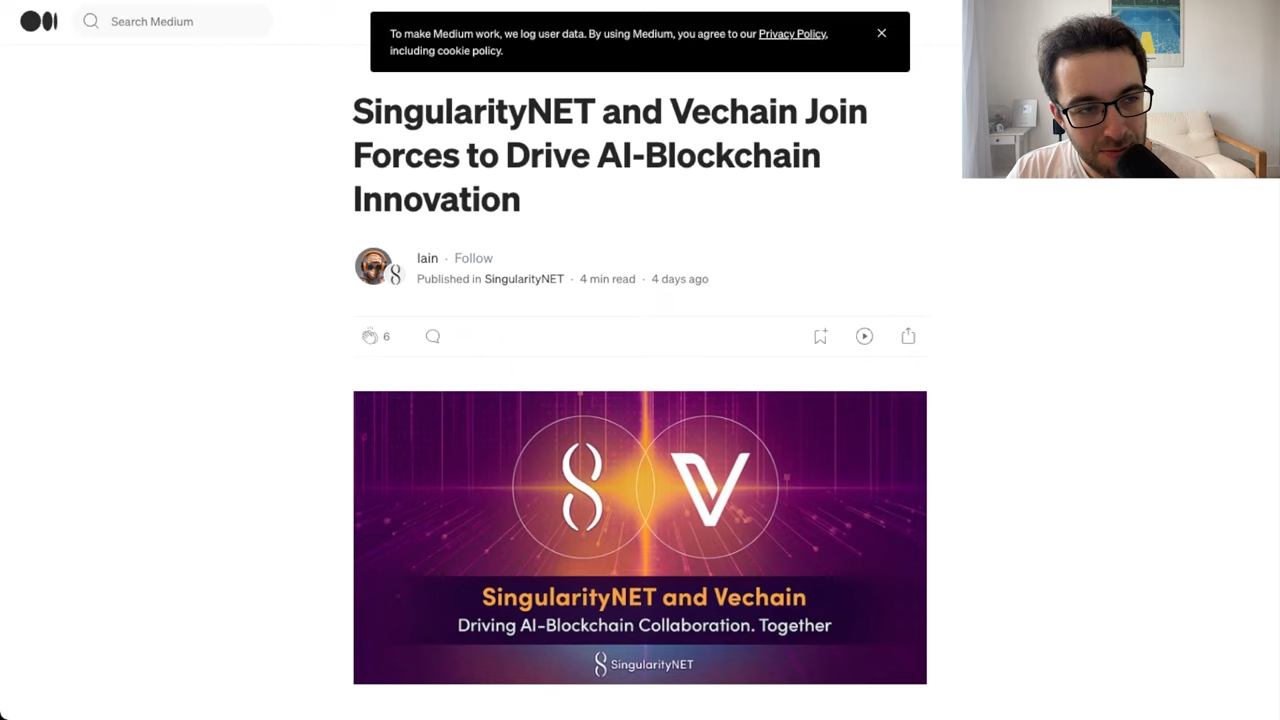 Search Medium
To make Medium work, we log user data. By using Medium, you agree to our Privacy Policy,
including cookie policy.
SingularityNET and Vechain Join
Forces to Drive AI-Blockchain
Innovation
Iain · Follow
Published in SingularityNET · 4 min read · 4 days ago
6
SingularityNET and Vechain
Driving AI-Blockchain Collaboration. Together
SingularityNET